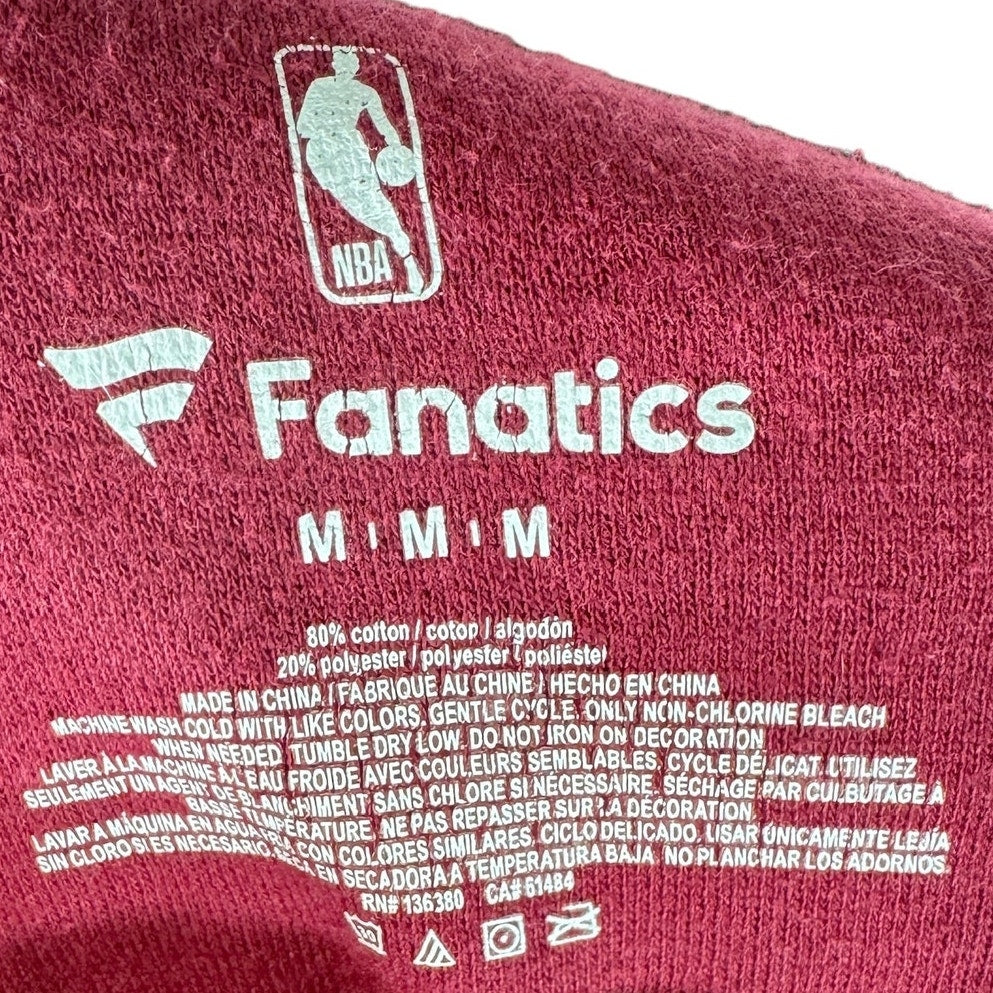 NBA
Fanatics
M I M I M
80% cotton / coton / algodón
20% polyester / polyester / poliéster
MADE IN CHINA / FABRIQUE AU CHINE / HECHO EN CHINA
MACHINE WASH COLD WITH LIKE COLORS, GENTLE CYCLE. ONLY NON-CHLORINE BLEACH
WHEN NEEDED, TUMBLE DRY LOW. DO NOT IRON ON DECORATION
LAVER À LA MACHINE À L'EAU FROIDE AVEC COULEURS SEMBLABLES, CYCLE DÉLICAT. UTILISEZ
SEULEMENT UN AGENT DE BLANCHIMENT SANS CHLORE SI NÉCESSAIRE. SÉCHAGE PAR CULBUTAGE À
BASSE TEMPÉRATURE, NE PAS REPASSER SUR LA DÉCORATION.
LAVAR A MÁQUINA EN AGUA FRÍA CON COLORES SIMILARES, CICLO DELICADO. USAR ÚNICAMENTE LEJÍA
SIN CLORO SI ES NECESARIO. SECA EN SECADORA A TEMPERATURA BAJA. NO PLANCHAR LOS ADORNOS.
RN# 136380 CA# 51484
30